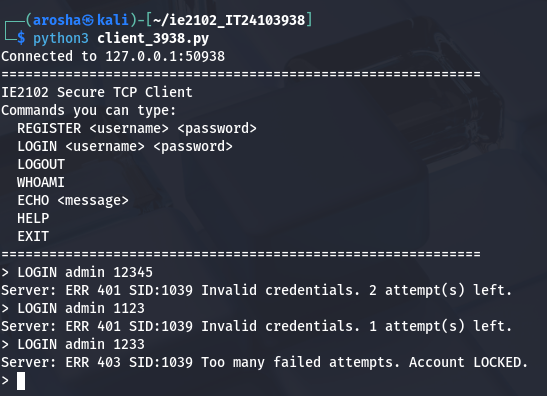 ┌──(arosha㉿kali)-[~/ie2102_IT24103938]
└─$ python3 client_3938.py
Connected to 127.0.0.1:50938
============================================================
IE2102 Secure TCP Client
Commands you can type:
  REGISTER <username> <password>
  LOGIN <username> <password>
  LOGOUT
  WHOAMI
  ECHO <message>
  HELP
  EXIT
============================================================
> LOGIN admin 12345
Server: ERR 401 SID:1039 Invalid credentials. 2 attempt(s) left.
> LOGIN admin 1123
Server: ERR 401 SID:1039 Invalid credentials. 1 attempt(s) left.
> LOGIN admin 1233
Server: ERR 403 SID:1039 Too many failed attempts. Account LOCKED.
>